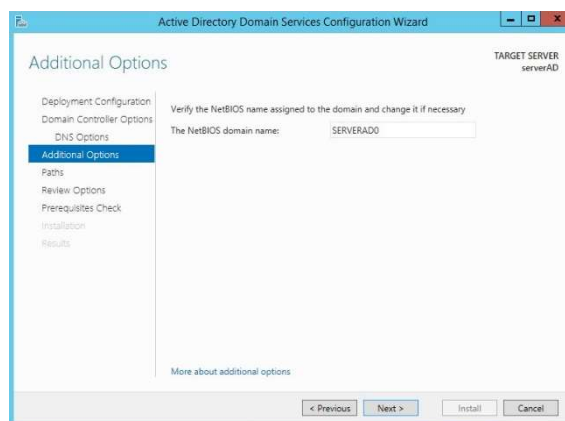 Active Directory Domain Services Configuration Wizard
Additional Options
TARGET SERVER
serverAD
Deployment Configuration
Domain Controller Options
DNS Options
Additional Options
Paths
Review Options
Prerequisites Check
Installation
Results
Verify the NetBIOS name assigned to the domain and change it if necessary
The NetBIOS domain name: SERVERAD0
More about additional options
< Previous Next > Install Cancel